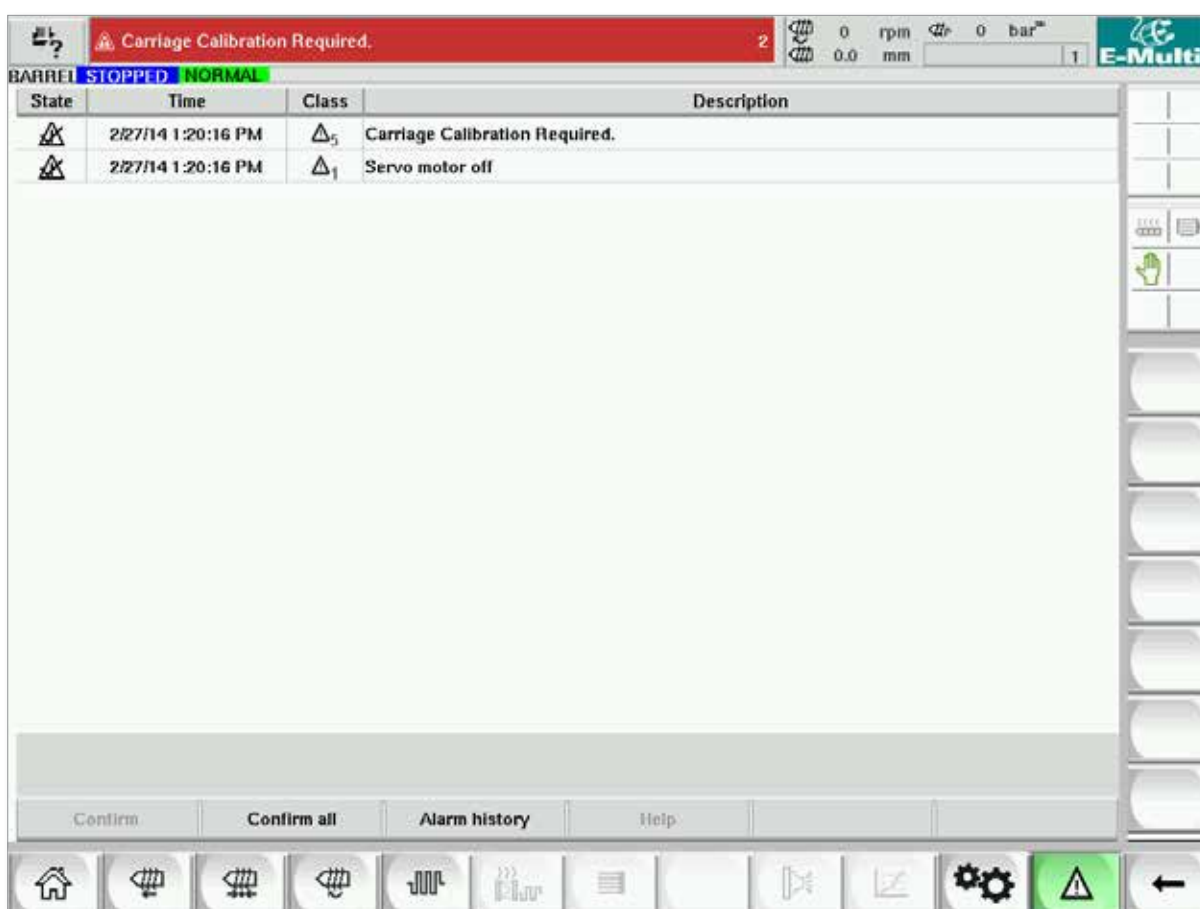 Carriage Calibration Required. 2
0 rpm 0 bar
0.0 mm 1
E-Multi
BARREL STOPPED NORMAL
State Time Class Description
2/27/14 1:20:16 PM 5 Carriage Calibration Required.
2/27/14 1:20:16 PM 1 Servo motor off
Confirm Confirm all Alarm history Help